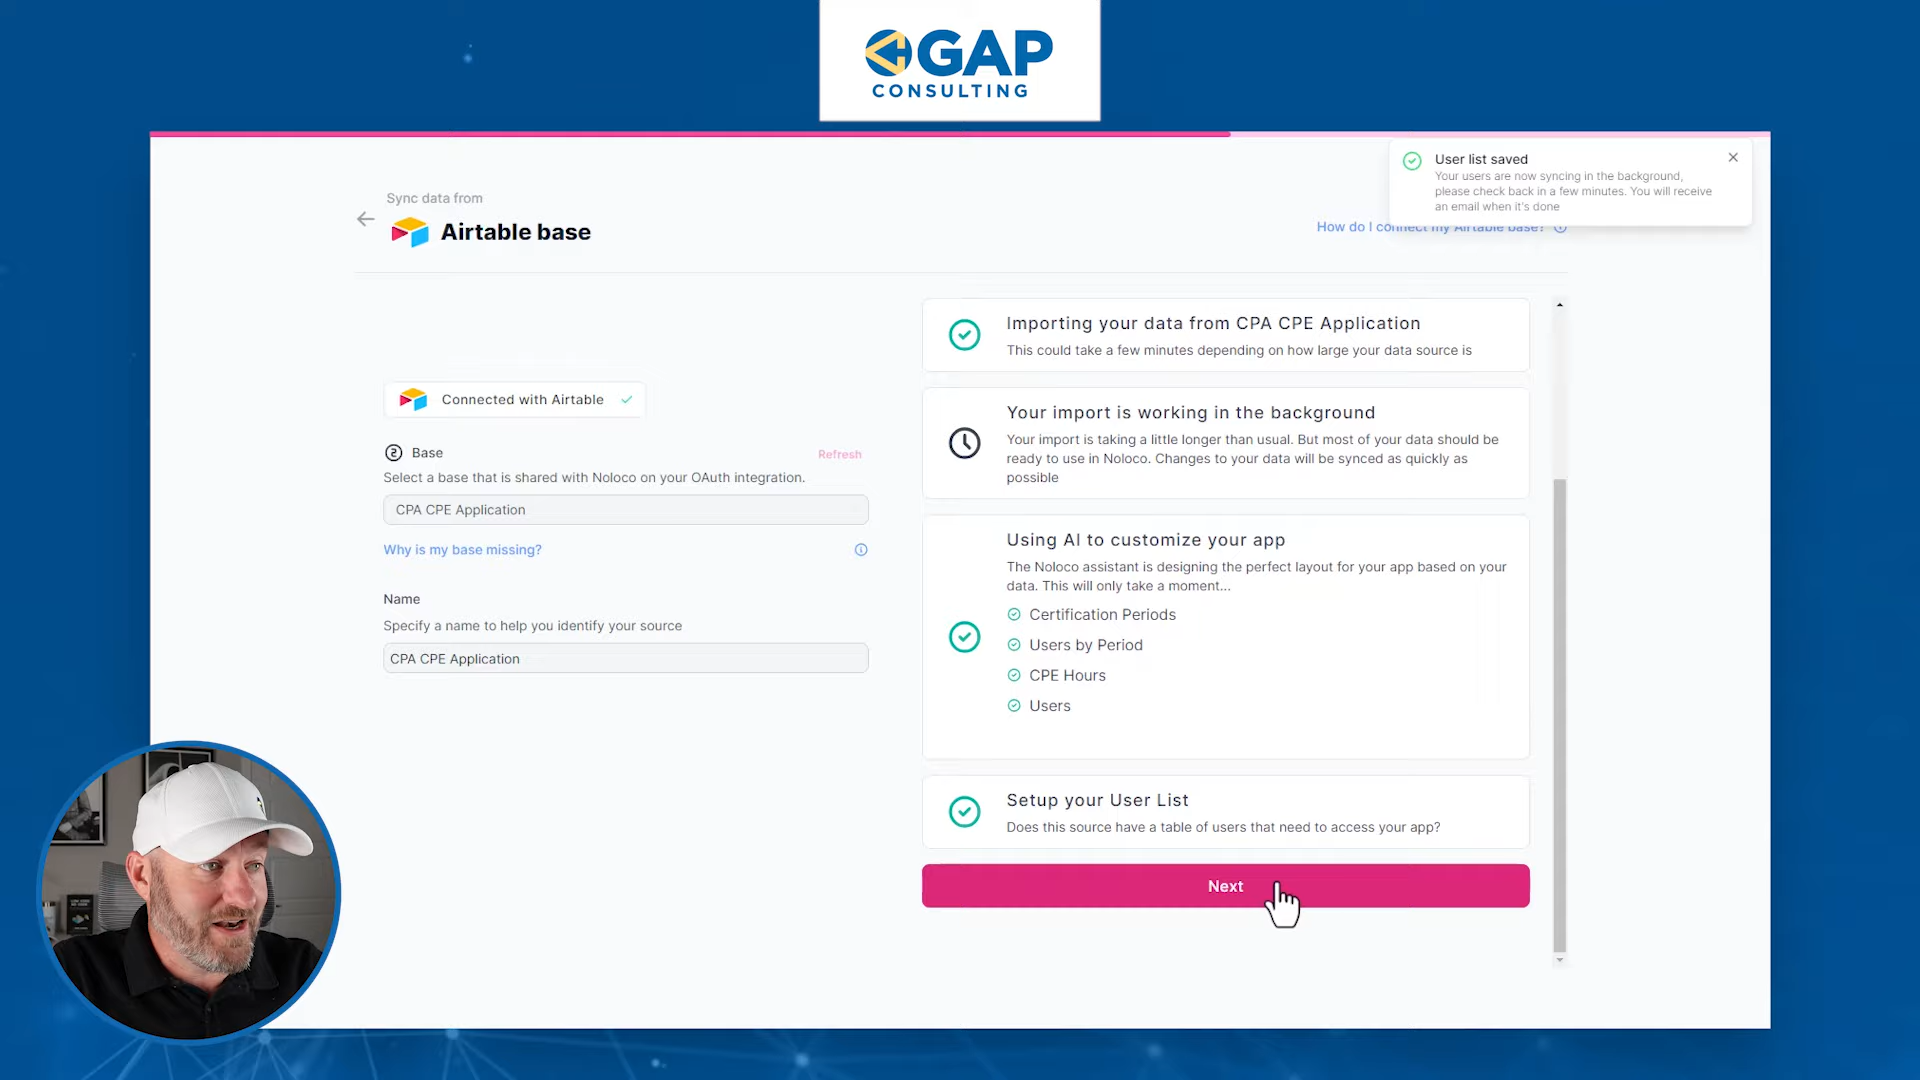 GAP
CONSULTING
User list saved
Your users are now syncing in the background,
please check back in a few minutes. You will receive
an email when it's done
Sync data from
Airtable base
How do I connect my Airtable base?
Connected with Airtable
2 Base
Refresh
Select a base that is shared with Noloco on your OAuth integration.
CPA CPE Application
Why is my base missing?
Name
Specify a name to help you identify your source
CPA CPE Application
Importing your data from CPA CPE Application
This could take a few minutes depending on how large your data source is
Your import is working in the background
Your import is taking a little longer than usual. But most of your data should be
ready to use in Noloco. Changes to your data will be synced as quickly as
possible
Using AI to customize your app
The Noloco assistant is designing the perfect layout for your app based on your
data. This will only take a moment...
Certification Periods
Users by Period
CPE Hours
Users
Setup your User List
Does this source have a table of users that need to access your app?
Next